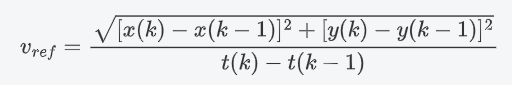 v_{ref} = \frac{\sqrt{[x(k) - x(k-1)]^2 + [y(k) - y(k-1)]^2}}{t(k) - t(k-1)}